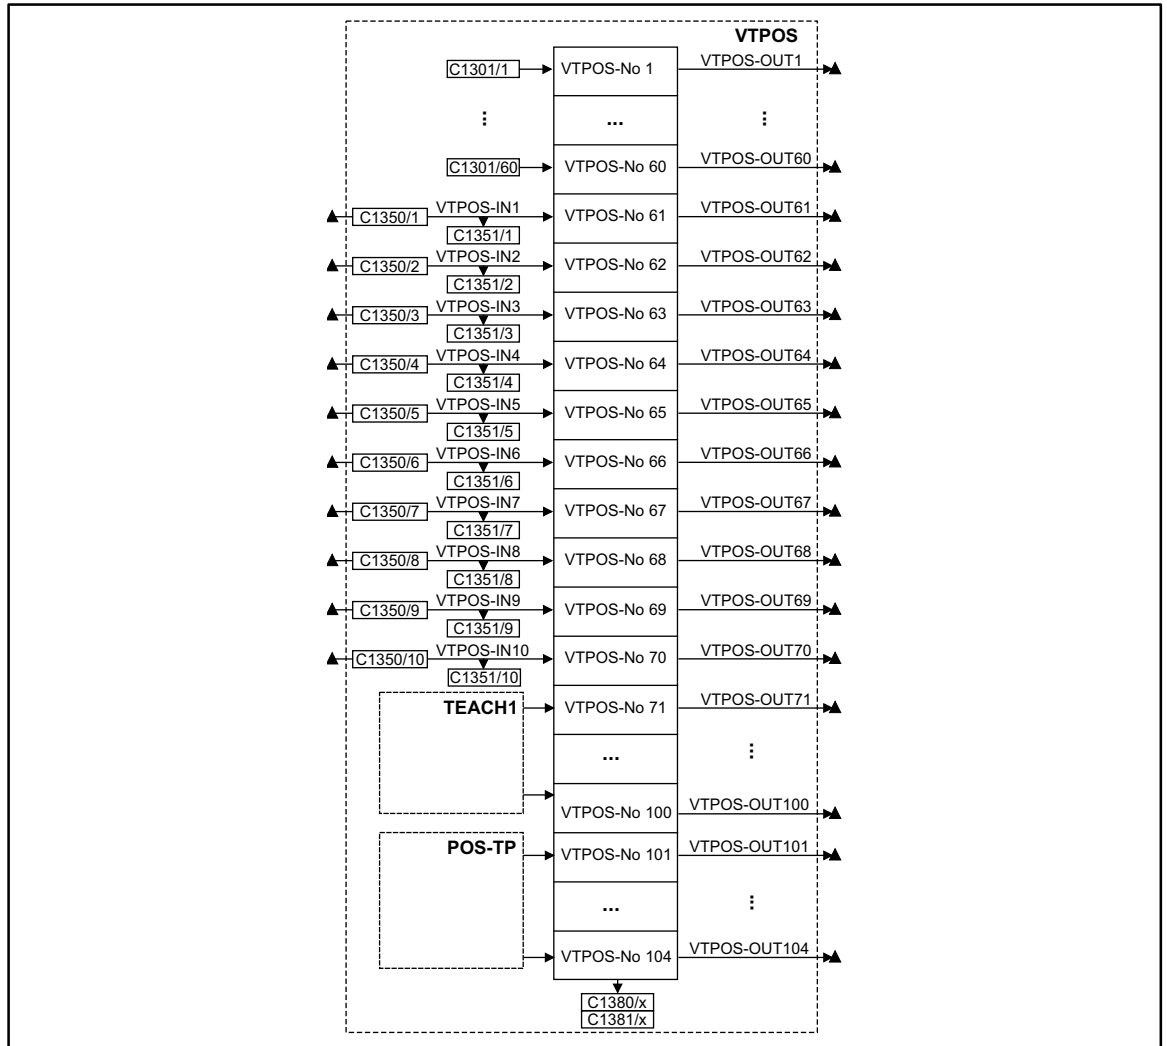 VTPOS
C1301/1 VTPOS-No 1 VTPOS-OUT1
⋮ ... ⋮
C1301/60 VTPOS-No 60 VTPOS-OUT60
C1350/1 VTPOS-IN1 VTPOS-No 61 VTPOS-OUT61
C1351/1
C1350/2 VTPOS-IN2 VTPOS-No 62 VTPOS-OUT62
C1351/2
C1350/3 VTPOS-IN3 VTPOS-No 63 VTPOS-OUT63
C1351/3
C1350/4 VTPOS-IN4 VTPOS-No 64 VTPOS-OUT64
C1351/4
C1350/5 VTPOS-IN5 VTPOS-No 65 VTPOS-OUT65
C1351/5
C1350/6 VTPOS-IN6 VTPOS-No 66 VTPOS-OUT66
C1351/6
C1350/7 VTPOS-IN7 VTPOS-No 67 VTPOS-OUT67
C1351/7
C1350/8 VTPOS-IN8 VTPOS-No 68 VTPOS-OUT68
C1351/8
C1350/9 VTPOS-IN9 VTPOS-No 69 VTPOS-OUT69
C1351/9
C1350/10 VTPOS-IN10 VTPOS-No 70 VTPOS-OUT70
C1351/10
TEACH1 VTPOS-No 71 VTPOS-OUT71
... ⋮
VTPOS-No 100 VTPOS-OUT100
POS-TP VTPOS-No 101 VTPOS-OUT101
... ⋮
VTPOS-No 104 VTPOS-OUT104
C1380/x
C1381/x